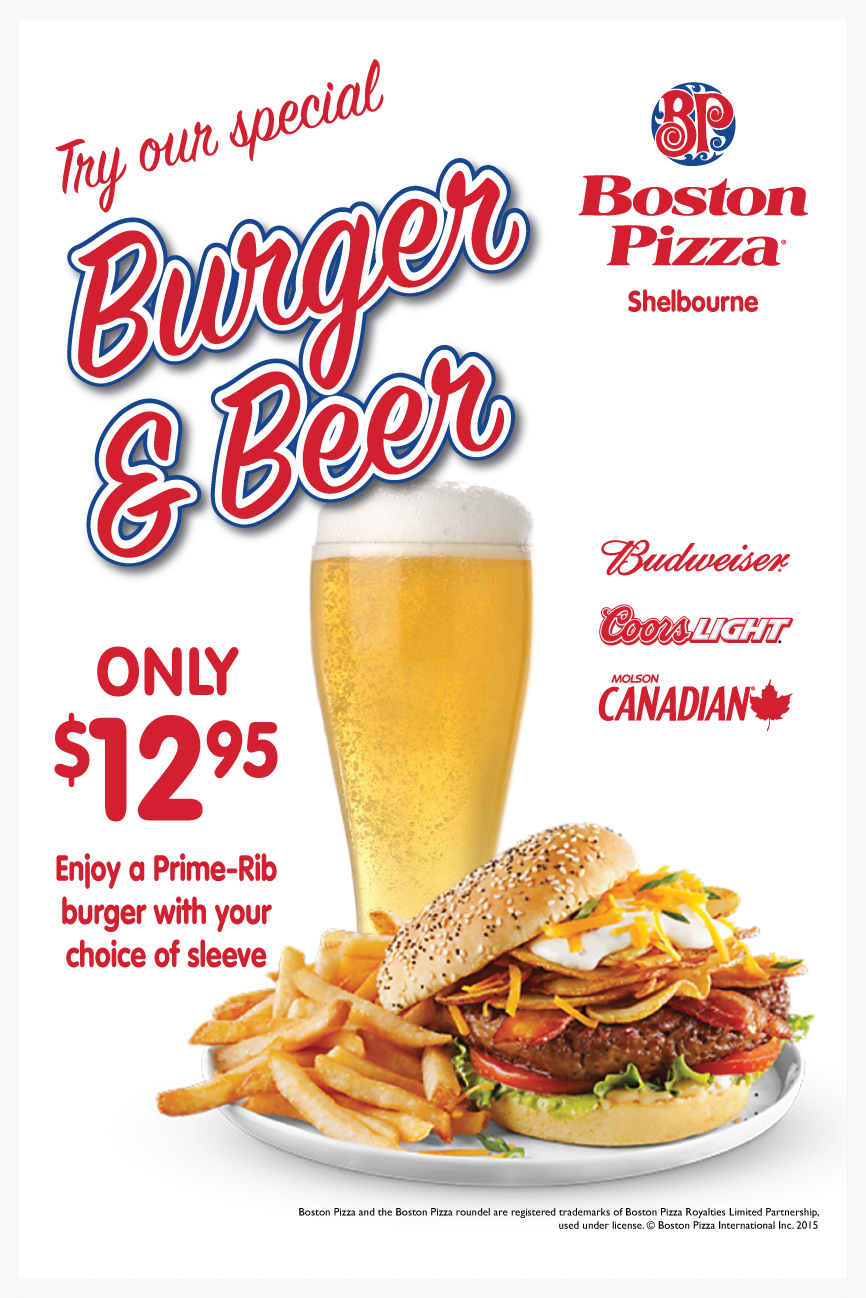 Try our special
Burger
& Beer
BP
Boston
Pizza®
Shelbourne
Budweiser
Coors LIGHT
MOLSON
CANADIAN®
ONLY
$12 95
Enjoy a Prime-Rib
burger with your
choice of sleeve
Boston Pizza and the Boston Pizza roundel are registered trademarks of Boston Pizza Royalties Limited Partnership,
used under license. © Boston Pizza International Inc. 2015